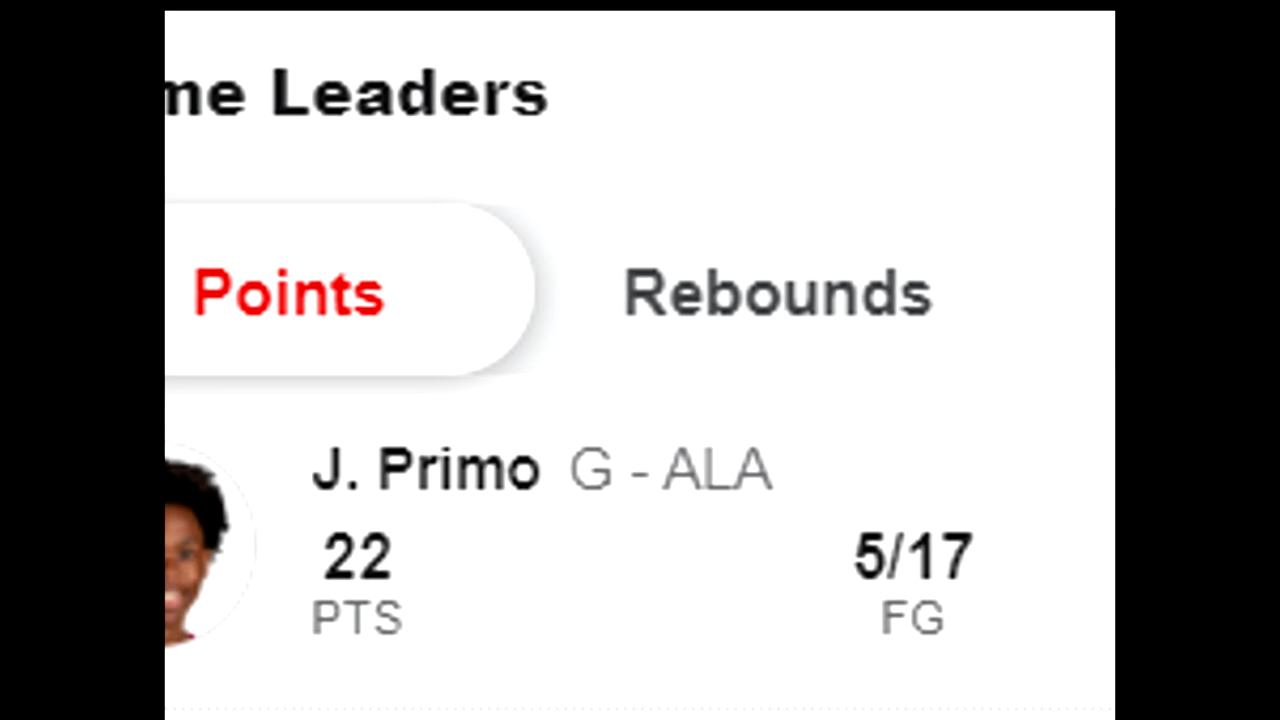 me Leaders
Points Rebounds
J. Primo G - ALA
22 5/17
PTS FG